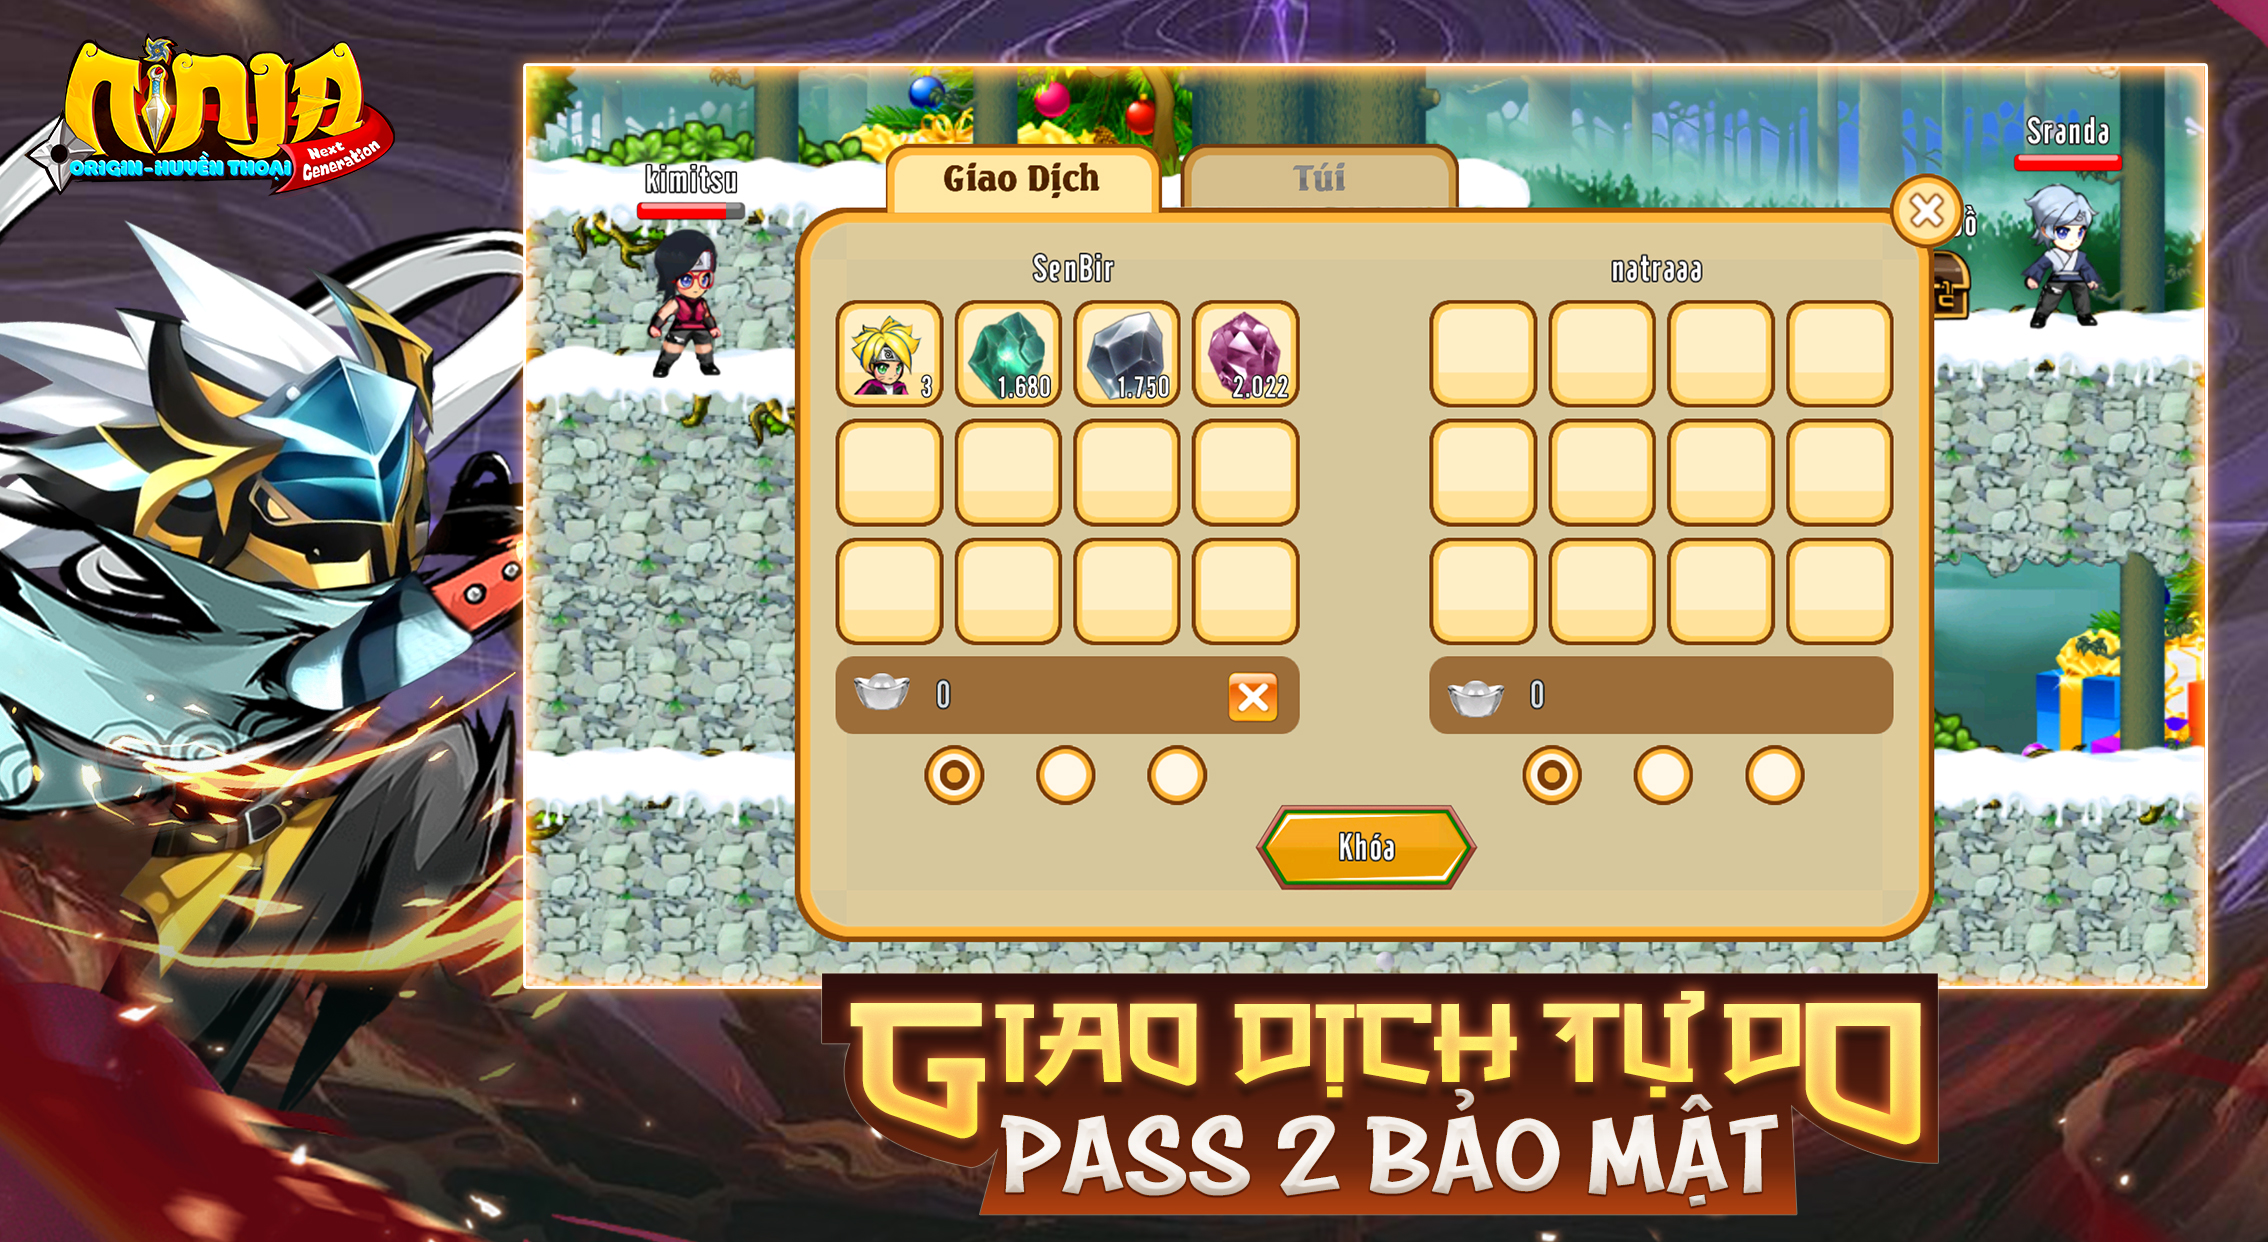 Ninja
ORIGIN - HUYỀN THOẠI
Next
Generation
kimitsu
Sranda
Giao Dịch
Túi
SenBir
natraaa
3
1.680
1.750
2.022
0
0
Khóa
GIAO DỊCH TỰ DO
PASS 2 BẢO MẬT